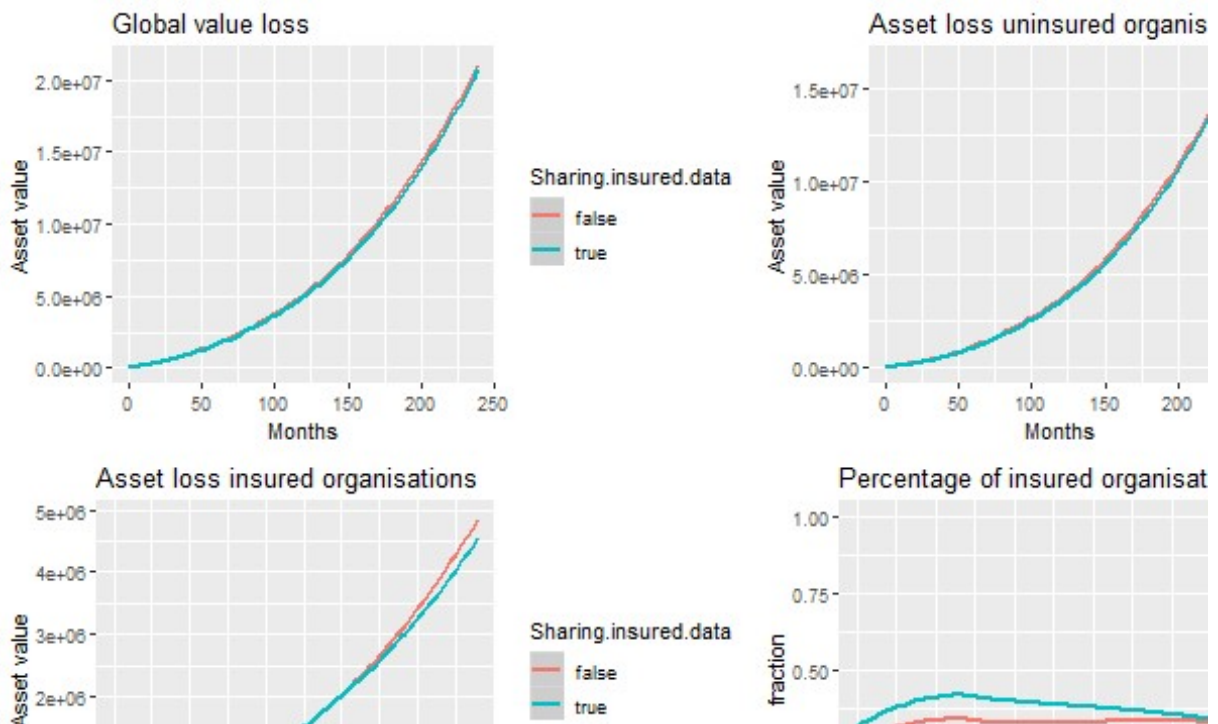 Global value loss
Asset value
2.0e+07
1.5e+07
1.0e+07
5.0e+06
0.0e+00
0 50 100 150 200 250
Months
Sharing.insured.data
false
true
Asset loss uninsured organis
Asset value
1.5e+07
1.0e+07
5.0e+06
0.0e+00
0 50 100 150 200
Months
Asset loss insured organisations
Asset value
5e+06
4e+06
3e+06
2e+06
Sharing.insured.data
false
true
Percentage of insured organisat
fraction
1.00
0.75
0.50